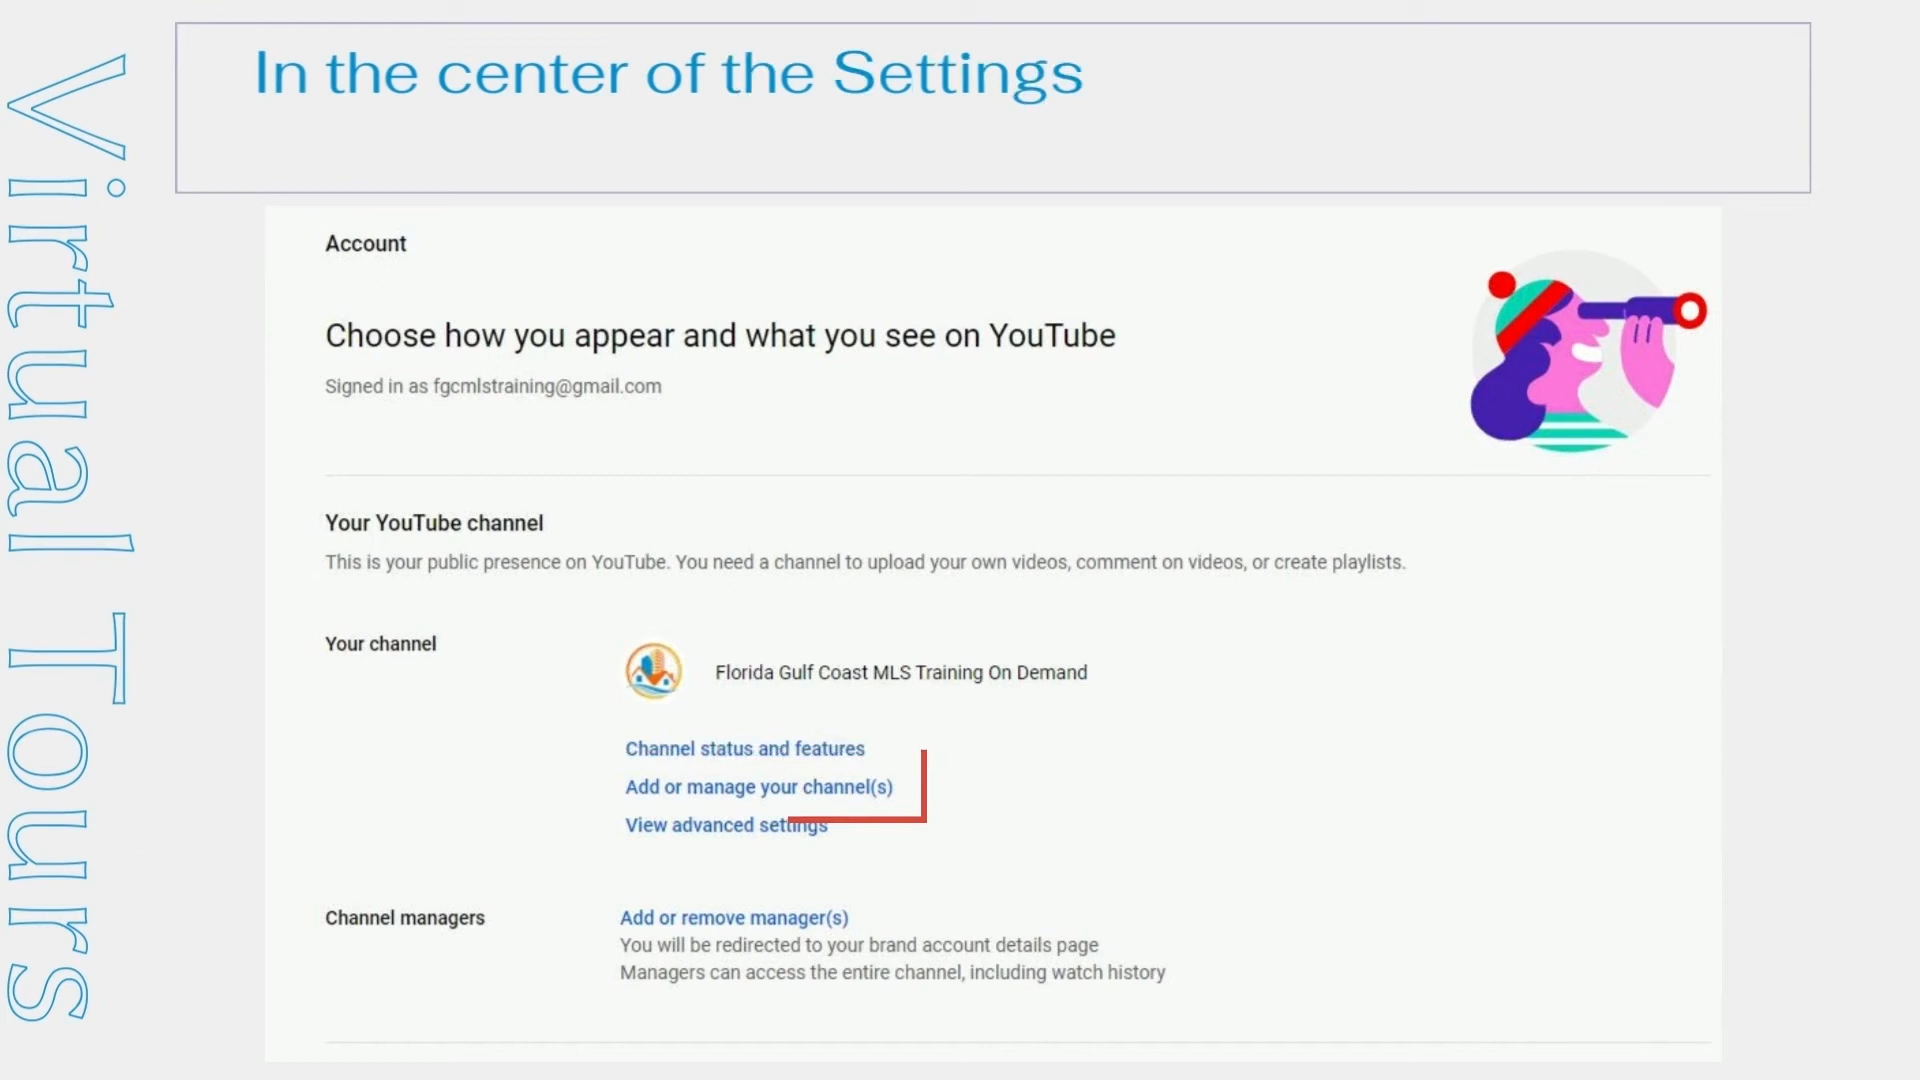 Virtual Tours
In the center of the Settings
Account
Choose how you appear and what you see on YouTube
Signed in as fgcmlstraining@gmail.com
Your YouTube channel
This is your public presence on YouTube. You need a channel to upload your own videos, comment on videos, or create playlists.
Your channel
Florida Gulf Coast MLS Training On Demand
Channel status and features
Add or manage your channel(s)
View advanced settings
Channel managers
Add or remove manager(s)
You will be redirected to your brand account details page
Managers can access the entire channel, including watch history